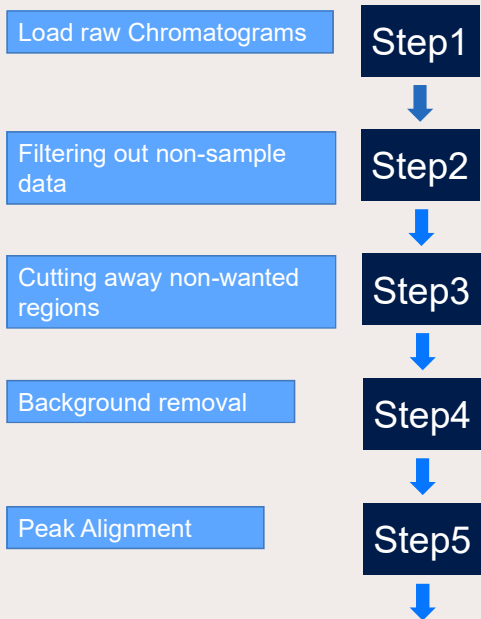 Load raw Chromatograms
Step1
Filtering out non-sample
data
Step2
Cutting away non-wanted
regions
Step3
Background removal
Step4
Peak Alignment
Step5